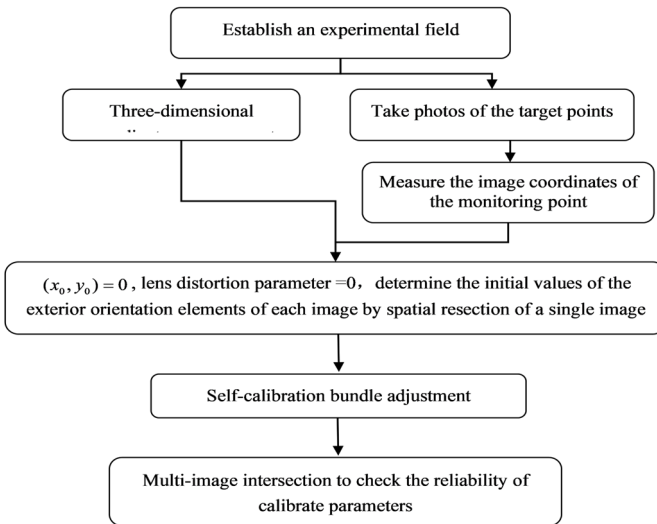 Establish an experimental field
Three-dimensional
Take photos of the target points
Measure the image coordinates of
the monitoring point
(x₀, y₀) = 0 , lens distortion parameter =0，determine the initial values of the
exterior orientation elements of each image by spatial resection of a single image
Self-calibration bundle adjustment
Multi-image intersection to check the reliability of
calibrate parameters